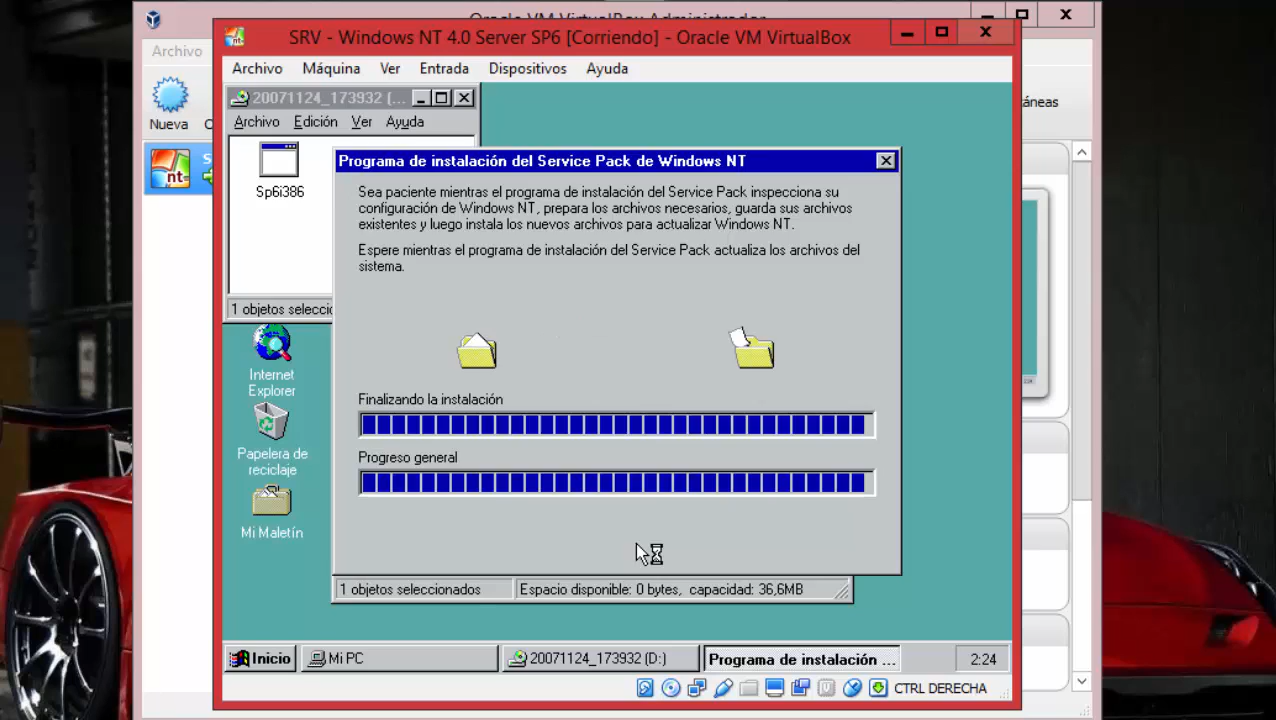 Oracle VM VirtualBox Administrador
SRV - Windows NT 4.0 Server SP6 [Corriendo] - Oracle VM VirtualBox
Archivo
Archivo Máquina Ver Entrada Dispositivos Ayuda
Nueva
áneas
20071124_173932 (...
Archivo Edición Ver Ayuda
Sp6i386
1 objetos selecci
Programa de instalación del Service Pack de Windows NT
Sea paciente mientras el programa de instalación del Service Pack inspecciona su
configuración de Windows NT, prepara los archivos necesarios, guarda sus archivos
existentes y luego instala los nuevos archivos para actualizar Windows NT.
Espere mientras el programa de instalación del Service Pack actualiza los archivos del
sistema.
Finalizando la instalación
Progreso general
Internet
Explorer
Papelera de
reciclaje
Mi Maletín
1 objetos seleccionados Espacio disponible: 0 bytes, capacidad: 36,6MB
Inicio Mi PC 20071124_173932 (D:) Programa de instalación ... 2:24
CTRL DERECHA